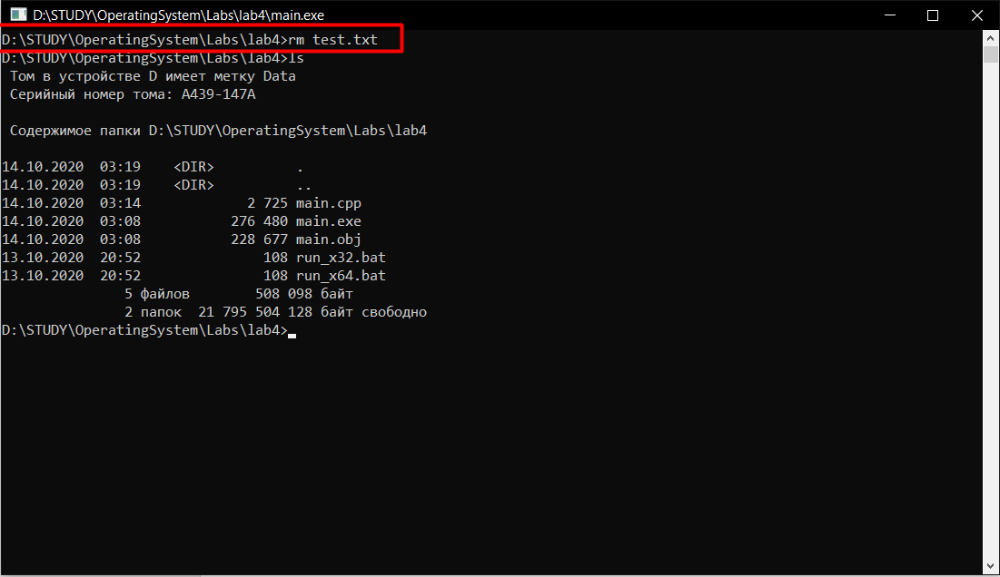 D:\STUDY\OperatingSystem\Labs\lab4\main.exe
D:\STUDY\OperatingSystem\Labs\lab4>rm test.txt
D:\STUDY\OperatingSystem\Labs\lab4>ls
Том в устройстве D имеет метку Data
Серийный номер тома: A439-147A
Содержимое папки D:\STUDY\OperatingSystem\Labs\lab4
14.10.2020  03:19    <DIR>          .
14.10.2020  03:19    <DIR>          ..
14.10.2020  03:14             2 725 main.cpp
14.10.2020  03:08           276 480 main.exe
14.10.2020  03:08           228 677 main.obj
13.10.2020  20:52               108 run_x32.bat
13.10.2020  20:52               108 run_x64.bat
5 файлов        508 098 байт
2 папок  21 795 504 128 байт свободно
D:\STUDY\OperatingSystem\Labs\lab4>